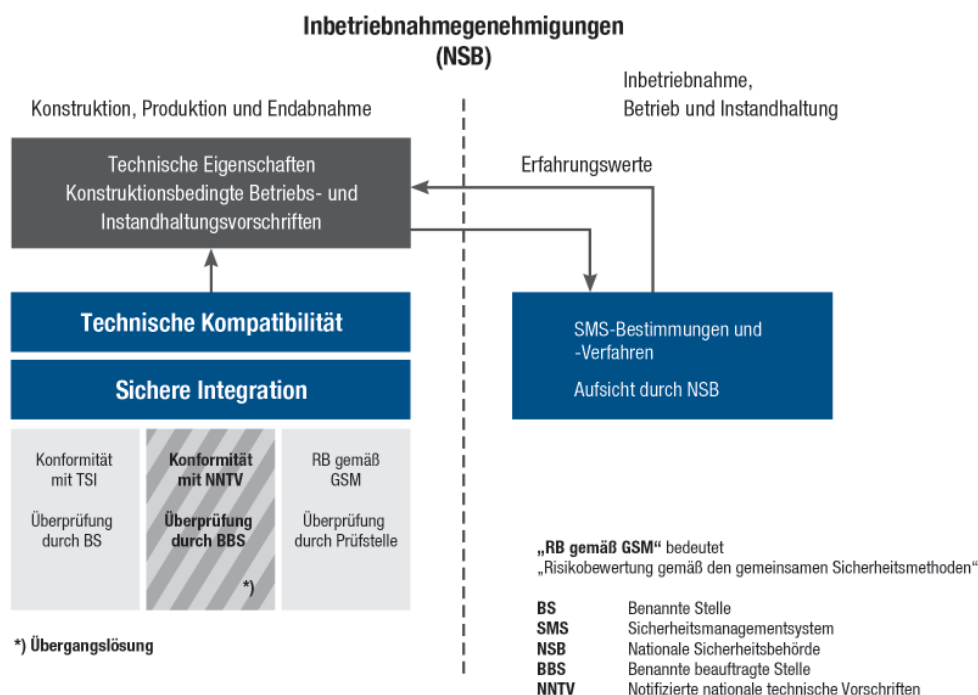 Inbetriebnahmegenehmigungen
(NSB)
Konstruktion, Produktion und Endabnahme
Inbetriebnahme,
Betrieb und Instandhaltung
Technische Eigenschaften
Konstruktionsbedingte Betriebs- und
Instandhaltungsvorschriften
Erfahrungswerte
Technische Kompatibilität
Sichere Integration
SMS-Bestimmungen und
-Verfahren
Aufsicht durch NSB
Konformität
mit TSI
Überprüfung
durch BS
Konformität
mit NNTV
Überprüfung
durch BBS
*)
RB gemäß
GSM
Überprüfung
durch Prüfstelle
*) Übergangslösung
„RB gemäß GSM“ bedeutet
„Risikobewertung gemäß den gemeinsamen Sicherheitsmethoden“
BS Benannte Stelle
SMS Sicherheitsmanagementsystem
NSB Nationale Sicherheitsbehörde
BBS Benannte beauftragte Stelle
NNTV Notifizierte nationale technische Vorschriften